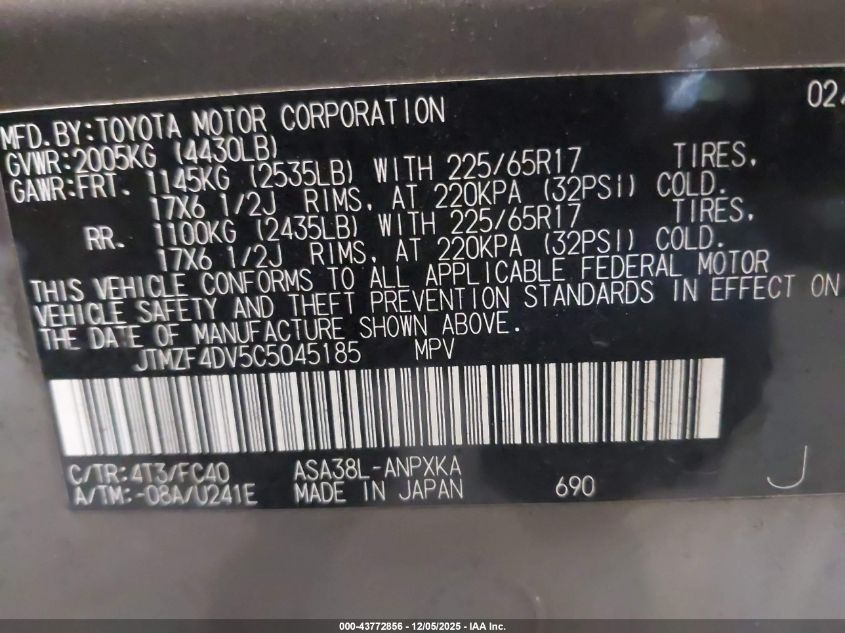 MFD.BY:TOYOTA MOTOR CORPORATION 02/
GVWR:2005KG (4430LB)
GAWR:FRT. 1145KG (2535LB) WITH 225/65R17 TIRES,
17X6 1/2J RIMS, AT 220KPA (32PSI) COLD.
RR. 1100KG (2435LB) WITH 225/65R17 TIRES,
17X6 1/2J RIMS, AT 220KPA (32PSI) COLD.
THIS VEHICLE CONFORMS TO ALL APPLICABLE FEDERAL MOTOR
VEHICLE SAFETY AND THEFT PREVENTION STANDARDS IN EFFECT ON
THE DATE OF MANUFACTURE SHOWN ABOVE.
JTMZF4DV5C5045185 MPV
C/TR:4T3/FC40 ASA38L-ANPXKA
A/TM:-08A/U241E MADE IN JAPAN 690 J
000-43772856 - 12/05/2025 - IAA Inc.